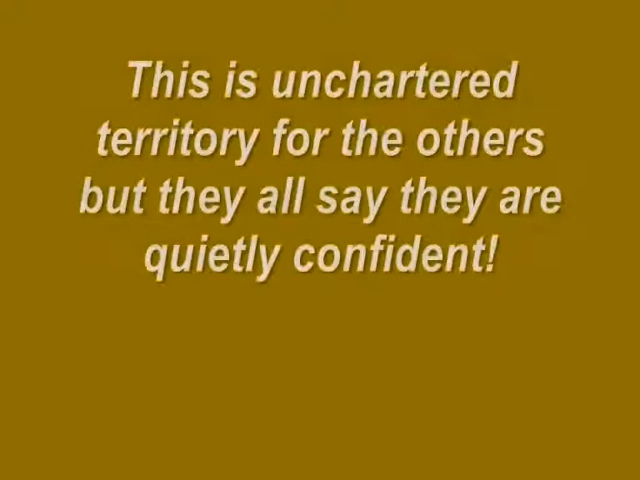 This is unchartered
territory for the others
but they all say they are
quietly confident!